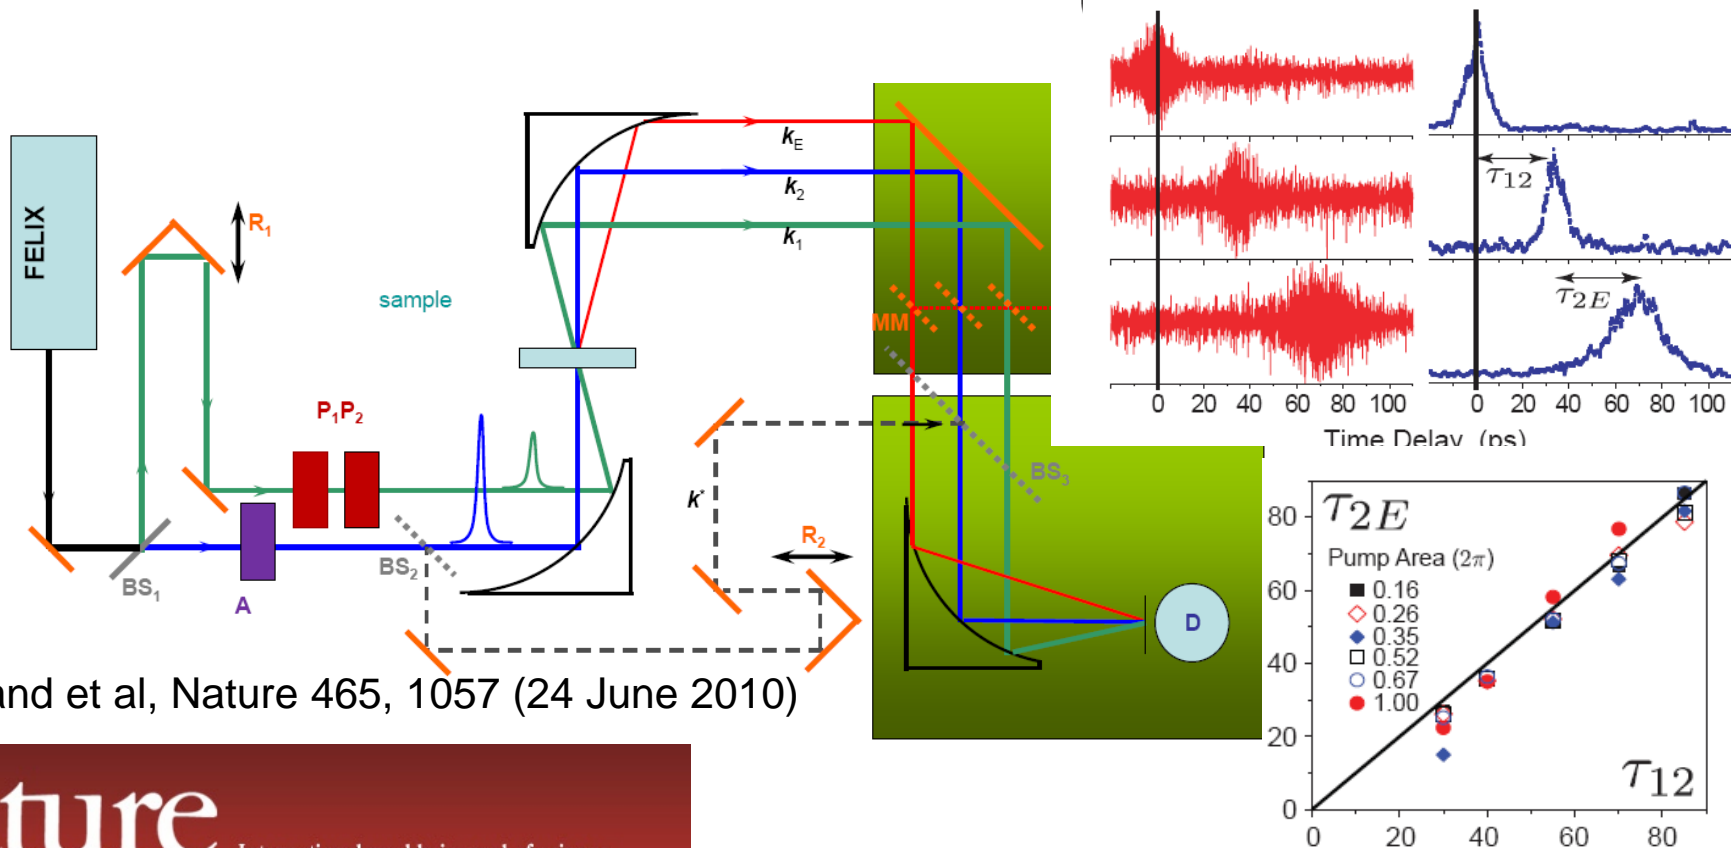 FELIX
R1
sample
P1P2
BS1
A
BS2
kE
k2
k1
MM
BS3
k*
R2
D
τ12
τ2E
0 20 40 60 80 100
0 20 40 60 80 100
Time Delay (ps)
τ2E
Pump Area (2π)
0.16
0.26
0.35
0.52
0.67
1.00
80
60
40
20
0
τ12
0 20 40 60 80
and et al, Nature 465, 1057 (24 June 2010)
ture